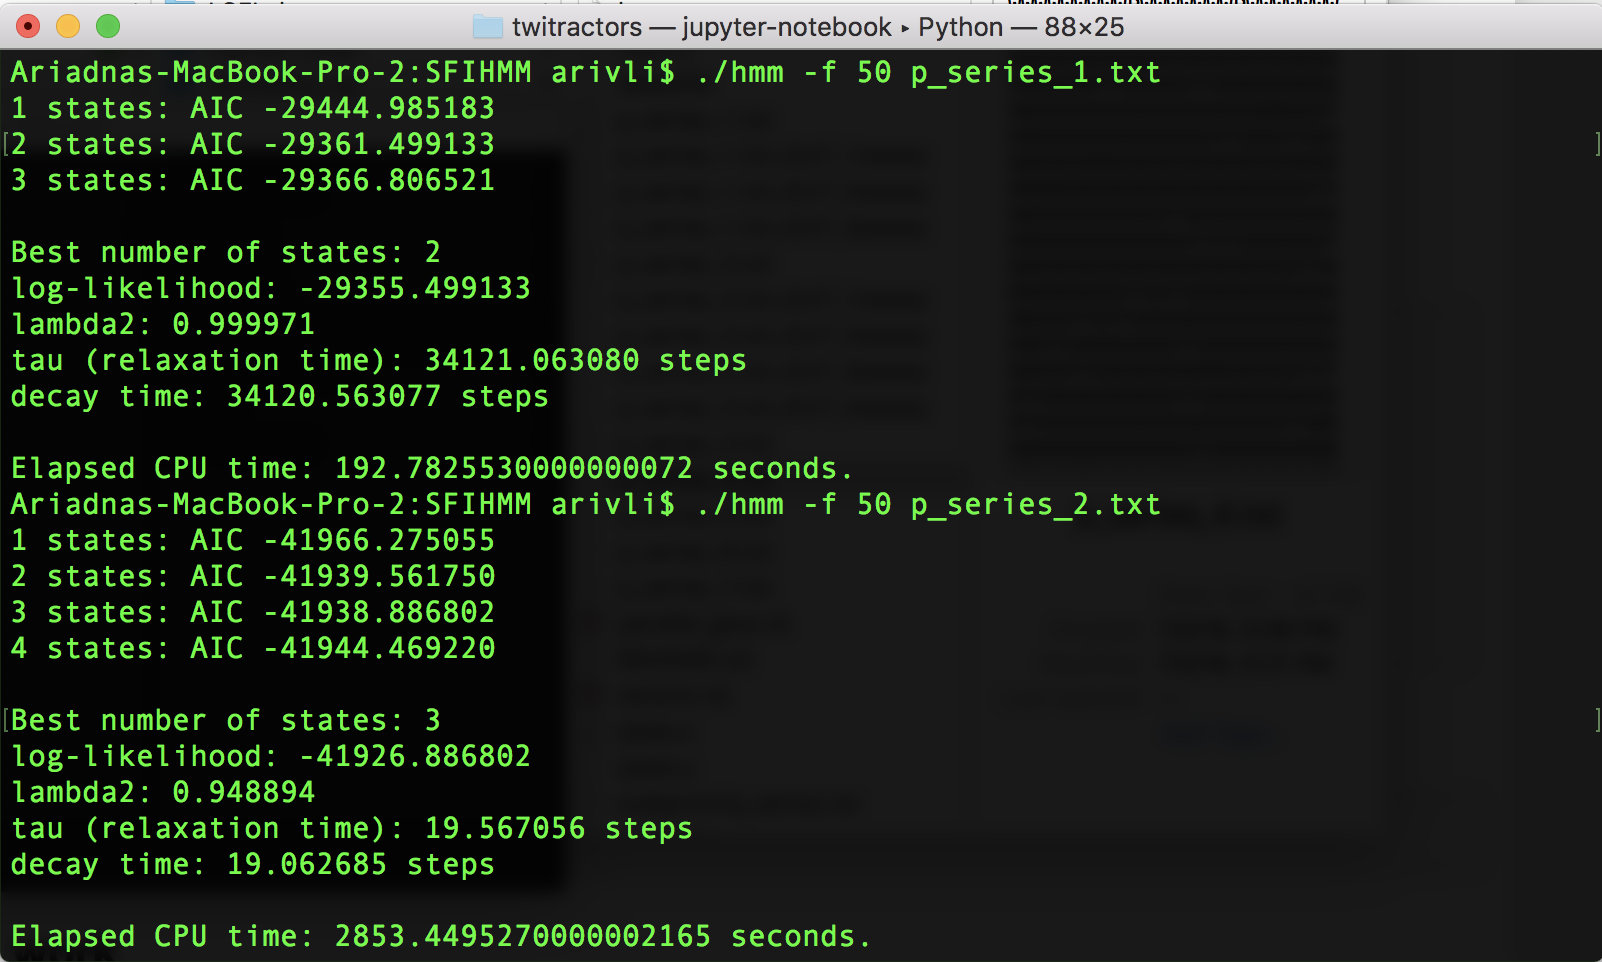 twitractors — jupyter-notebook ▸ Python — 88×25
Ariadnas-MacBook-Pro-2:SFIHMM arivli$ ./hmm -f 50 p_series_1.txt
1 states: AIC -29444.985183
[2 states: AIC -29361.499133 ]
3 states: AIC -29366.806521
Best number of states: 2
log-likelihood: -29355.499133
lambda2: 0.999971
tau (relaxation time): 34121.063080 steps
decay time: 34120.563077 steps
Elapsed CPU time: 192.7825530000000072 seconds.
Ariadnas-MacBook-Pro-2:SFIHMM arivli$ ./hmm -f 50 p_series_2.txt
1 states: AIC -41966.275055
2 states: AIC -41939.561750
3 states: AIC -41938.886802
4 states: AIC -41944.469220
[Best number of states: 3 ]
log-likelihood: -41926.886802
lambda2: 0.948894
tau (relaxation time): 19.567056 steps
decay time: 19.062685 steps
Elapsed CPU time: 2853.4495270000002165 seconds.